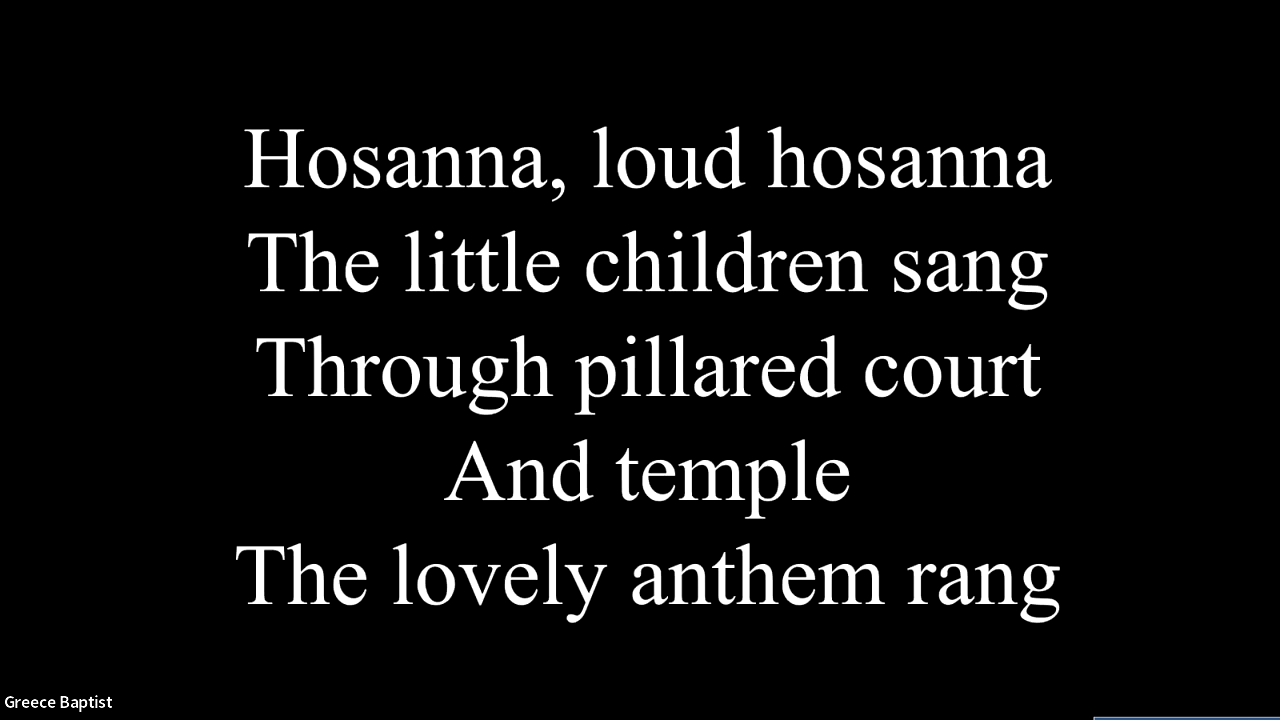 Hosanna, loud hosanna
The little children sang
Through pillared court
And temple
The lovely anthem rang
Greece Baptist